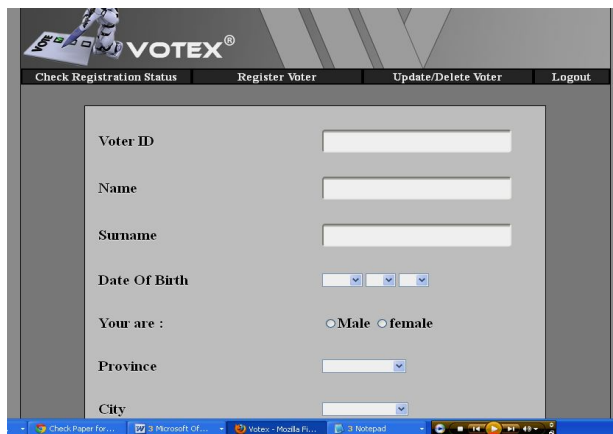 VOTE
VOTEX®
Check Registration Status Register Voter Update/Delete Voter Logout
Voter ID
Name
Surname
Date Of Birth
Your are : Male female
Province
City
Check Paper for... 3 Microsoft Of... Votex - Mozilla Fi... 3 Notepad